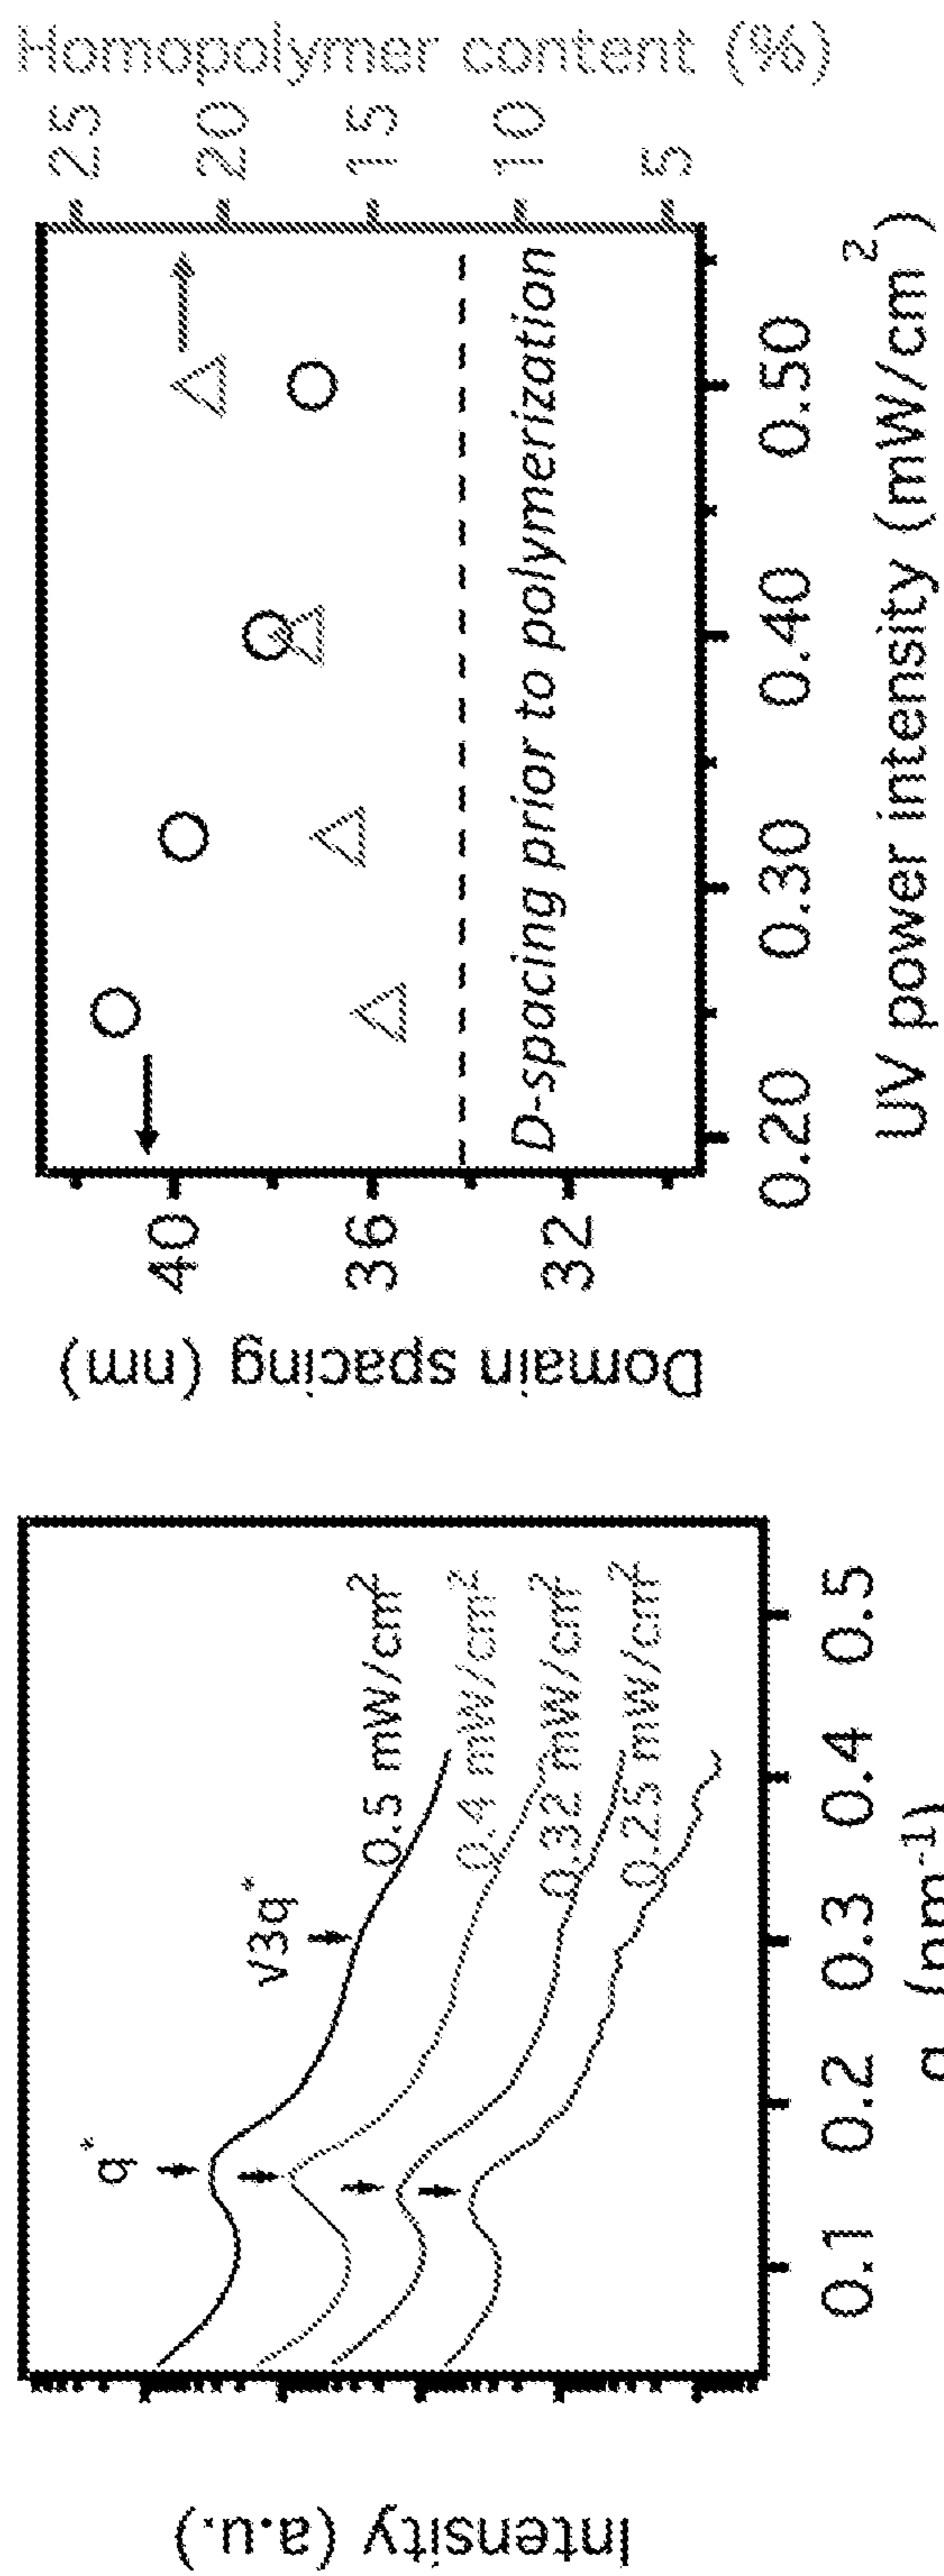 Intensity (a.u.)
q*
√3q*
0.5 mW/cm²
0.4 mW/cm²
0.32 mW/cm²
0.25 mW/cm²
0.1 0.2 0.3 0.4 0.5
q (nm⁻¹)
Domain spacing (nm)
40
36
32
D-spacing prior to polymerization
0.20 0.30 0.40 0.50
UV power intensity (mW/cm²)
25
20
15
10
5
Homopolymer content (%)